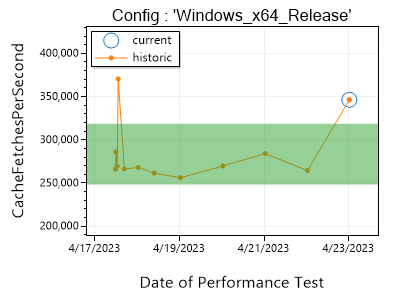 Config : 'Windows_x64_Release'
current
historic
CacheFetchesPerSecond
400,000
350,000
300,000
250,000
200,000
4/17/2023
4/19/2023
4/21/2023
4/23/2023
Date of Performance Test